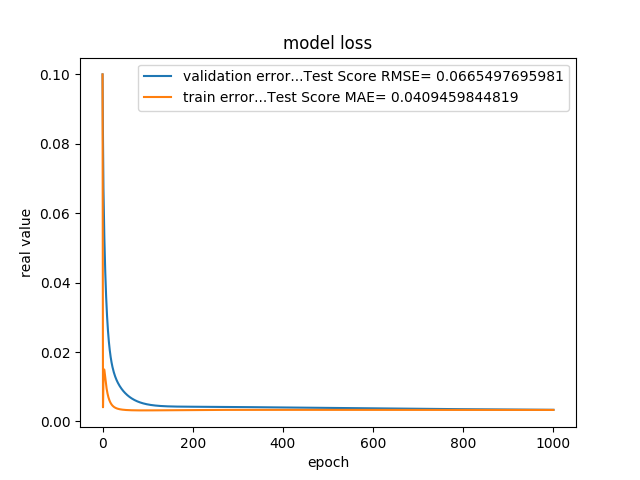 model loss
validation error...Test Score RMSE= 0.0665497695981
train error...Test Score MAE= 0.0409459844819
0.10
0.08
0.06
0.04
0.02
0.00
real value
0 200 400 600 800 1000
epoch